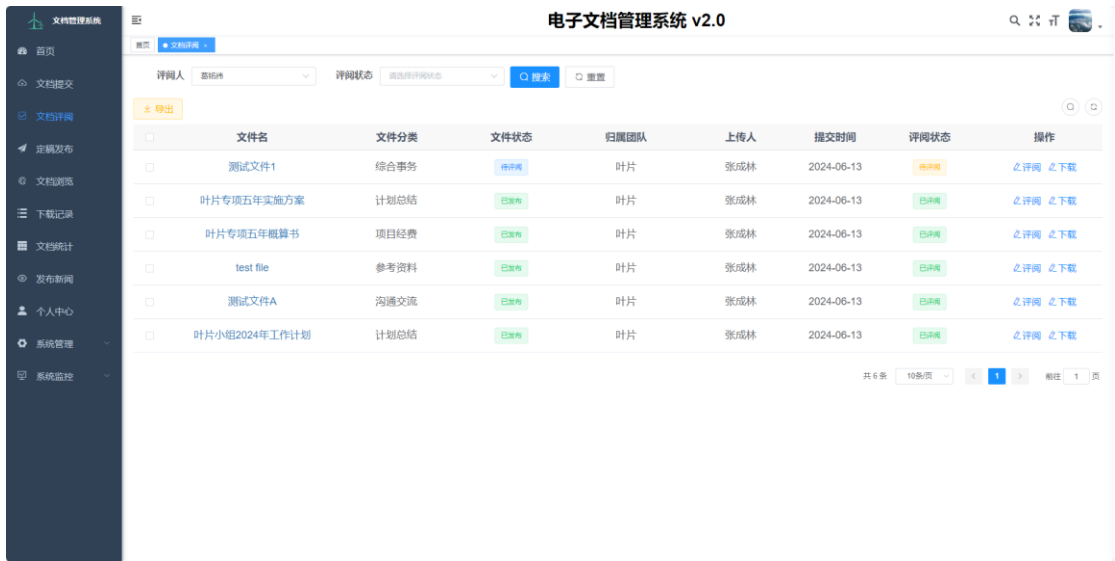 文档管理系统
电子文档管理系统 v2.0
首页
文档提交
文档评阅
定稿发布
文档浏览
下载记录
文档统计
发布新闻
个人中心
系统管理
系统监控
首页 文档评阅 ×
评阅人 葛铭纬 评阅状态 请选择评阅状态 搜索 重置
导出
文件名 文件分类 文件状态 归属团队 上传人 提交时间 评阅状态 操作
测试文件1 综合事务 待评阅 叶片 张成林 2024-06-13 待评阅 评阅 下载
叶片专项五年实施方案 计划总结 已发布 叶片 张成林 2024-06-13 已评阅 评阅 下载
叶片专项五年概算书 项目经费 已发布 叶片 张成林 2024-06-13 已评阅 评阅 下载
test file 参考资料 已发布 叶片 张成林 2024-06-13 已评阅 评阅 下载
测试文件A 沟通交流 已发布 叶片 张成林 2024-06-13 已评阅 评阅 下载
叶片小组2024年工作计划 计划总结 已发布 叶片 张成林 2024-06-13 已评阅 评阅 下载
共 6 条 10条/页 < 1 > 前往 1 页